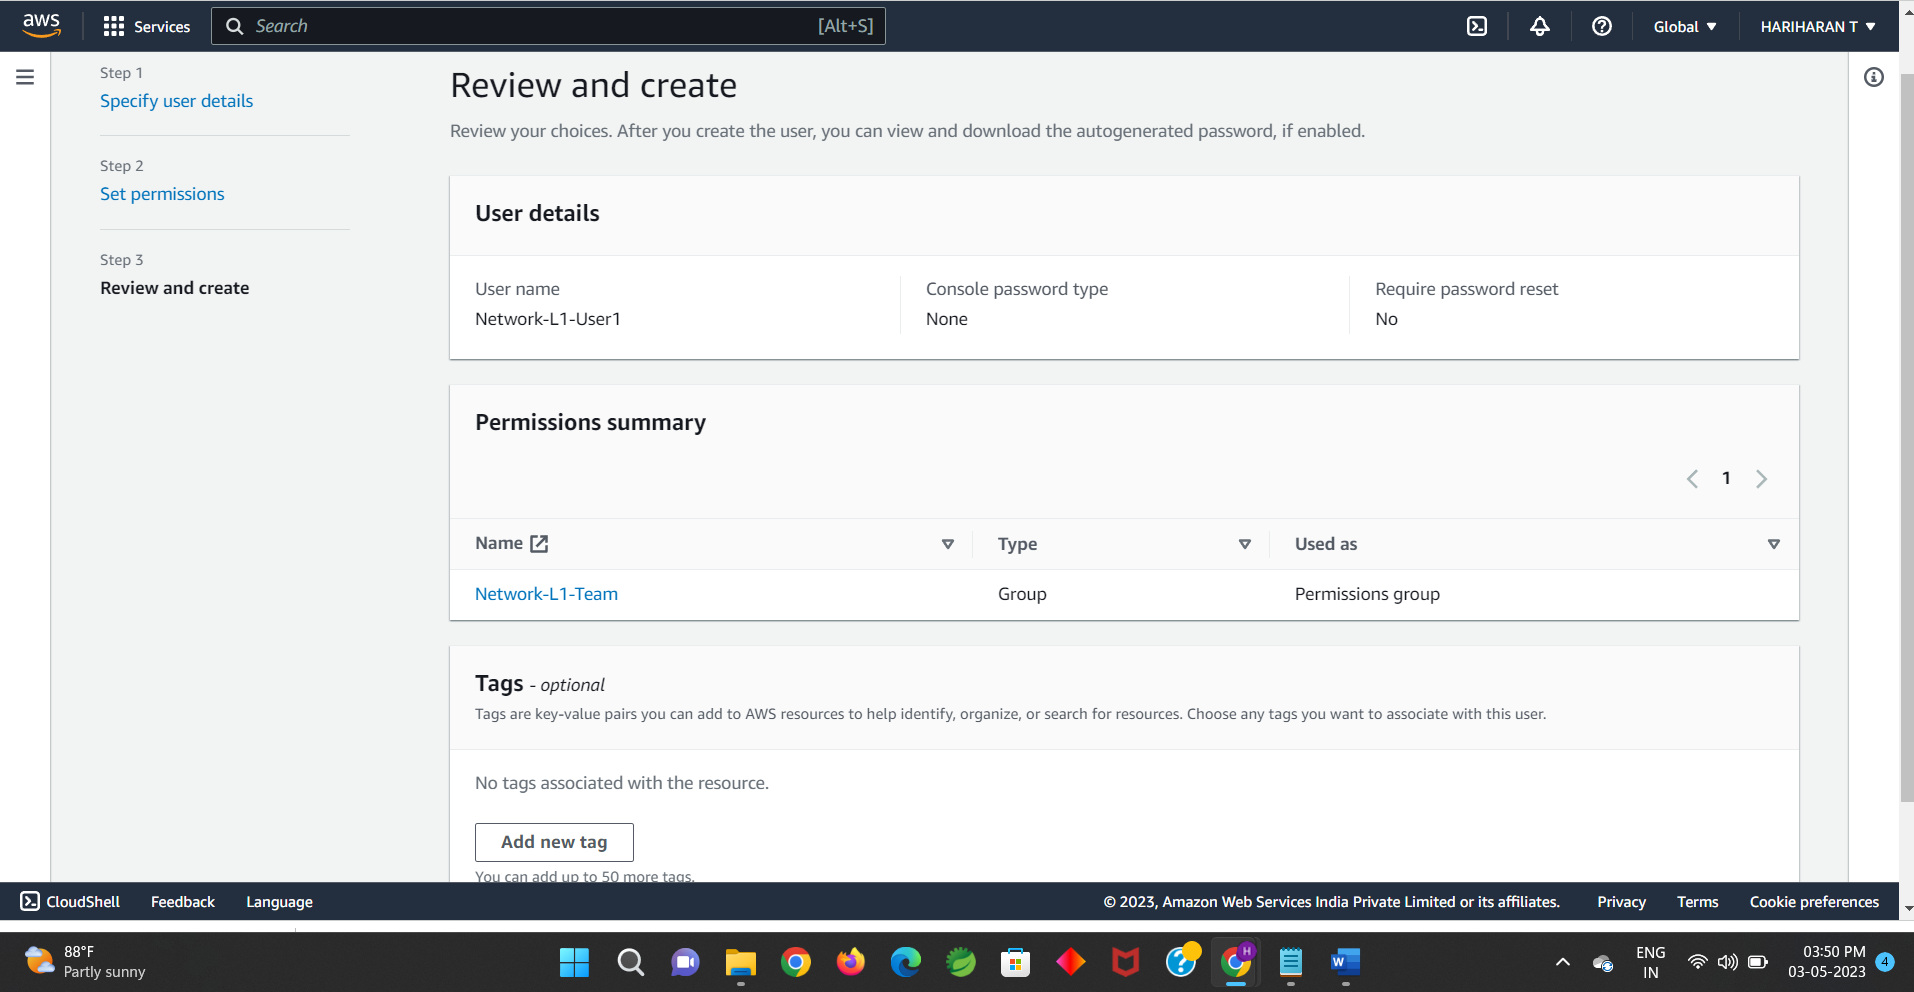 aws
Services
Search
[Alt+S]
Global
HARIHARAN T
Step 1
Specify user details
Step 2
Set permissions
Step 3
Review and create
Review and create
Review your choices. After you create the user, you can view and download the autogenerated password, if enabled.
User details
User name
Network-L1-User1
Console password type
None
Require password reset
No
Permissions summary
1
Name Type Used as
Network-L1-Team Group Permissions group
Tags - optional
Tags are key-value pairs you can add to AWS resources to help identify, organize, or search for resources. Choose any tags you want to associate with this user.
No tags associated with the resource.
Add new tag
You can add up to 50 more tags.
CloudShell Feedback Language © 2023, Amazon Web Services India Private Limited or its affiliates. Privacy Terms Cookie preferences
88°F
Partly sunny
H
W
ENG
IN
03:50 PM
03-05-2023
4